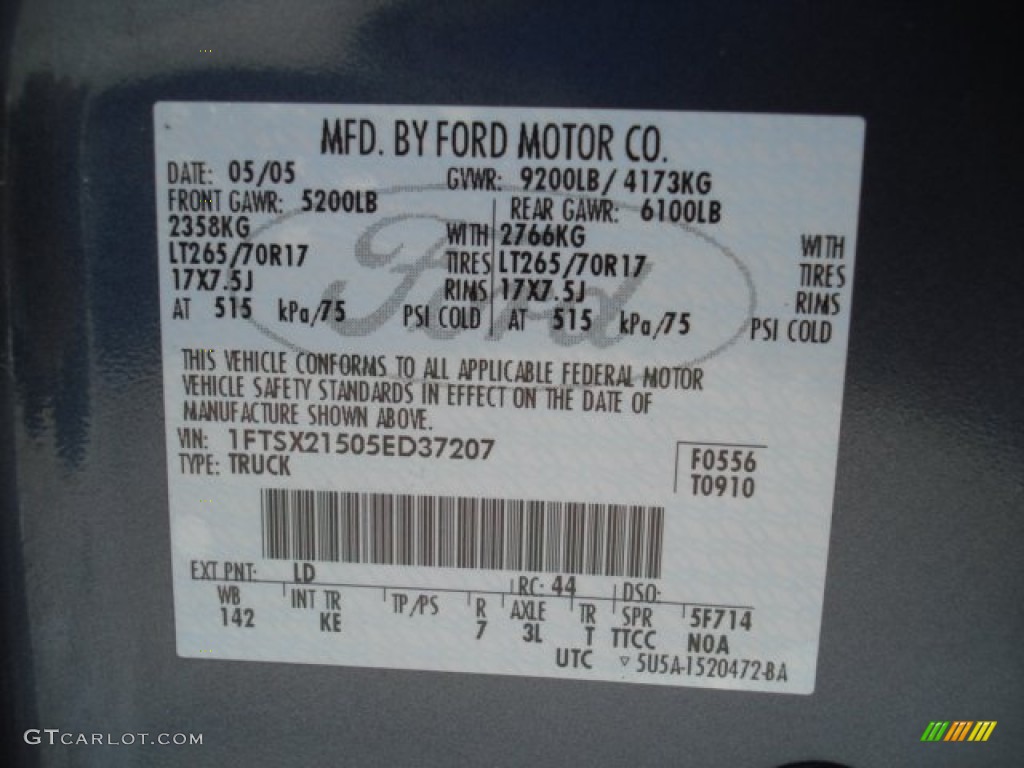 MFD. BY FORD MOTOR CO.
DATE: 05/05 GVWR: 9200LB/ 4173KG
FRONT GAWR: 5200LB REAR GAWR: 6100LB
2358KG WITH 2766KG WITH
LT265/70R17 TIRES LT265/70R17 TIRES
17X7.5J RIMS 17X7.5J RIMS
AT 515 kPa/75 PSI COLD AT 515 kPa/75 PSI COLD
Ford
THIS VEHICLE CONFORMS TO ALL APPLICABLE FEDERAL MOTOR
VEHICLE SAFETY STANDARDS IN EFFECT ON THE DATE OF
MANUFACTURE SHOWN ABOVE.
VIN: 1FTSX21505ED37207
TYPE: TRUCK
F0556
T0910
EXT PNT: LD RC: 44 DSO:
WB INT TR TP/PS R AXLE TR SPR 5F714
142 KE 7 3L T TTCC NOA
UTC ▽ 5U5A-1520472-BA
GTCARLOT.COM